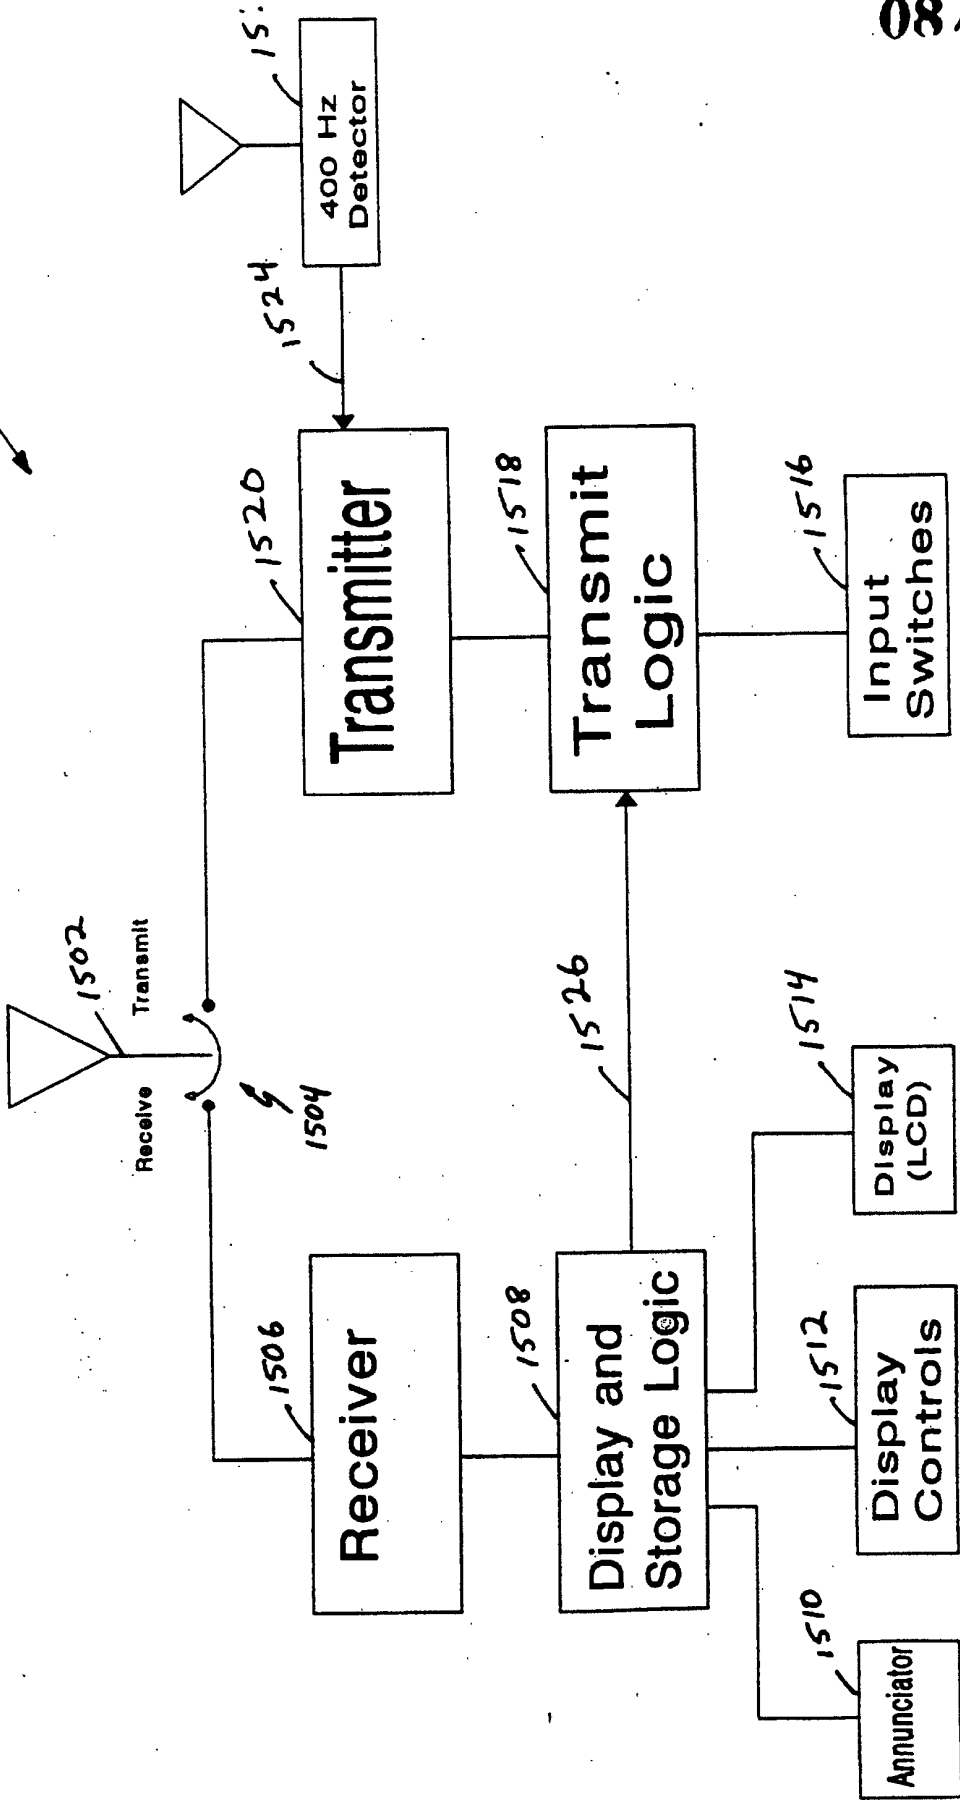 08
1502
Receive
Transmit
1504
1506
Receiver
1520
Transmitter
1524
400 Hz
Detector
1508
Display and
Storage Logic
1526
1518
Transmit
Logic
1510
Annunciator
1512
Display
Controls
1514
Display
(LCD)
1516
Input
Switches